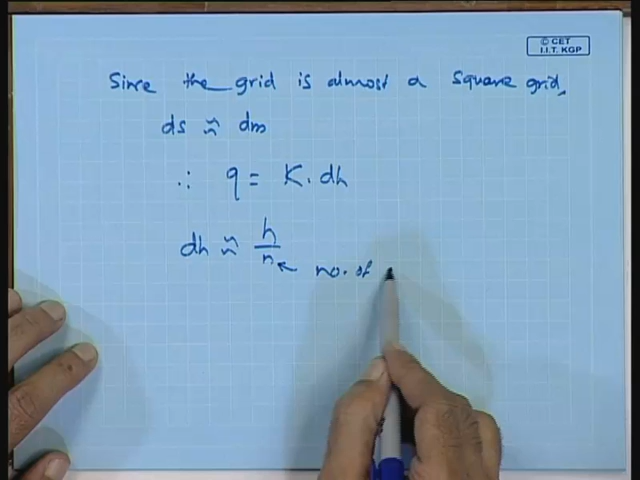 © CET
I.I.T. KGP
Since the grid is almost a square grid,
ds ≈ dm
∴ q = K. dh
dh ≈ h/n ← no. of